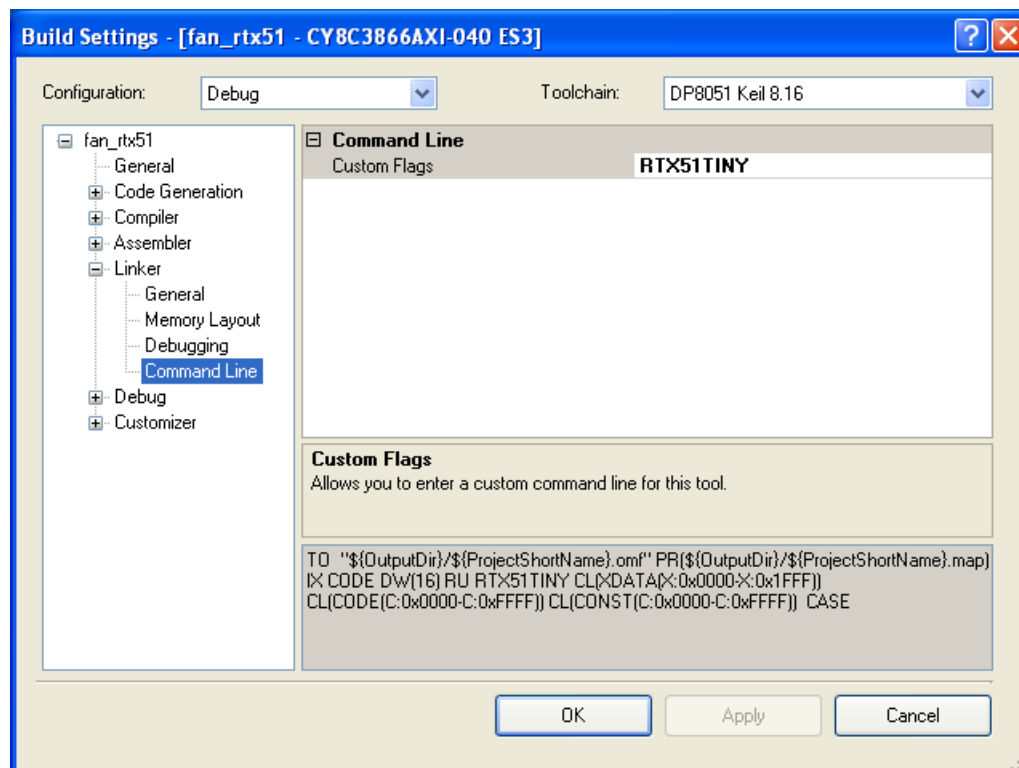 Build Settings - [fan_rtx51 - CY8C3866AXI-040 ES3]
Configuration: Debug Toolchain: DP8051 Keil 8.16
fan_rtx51
General
Code Generation
Compiler
Assembler
Linker
General
Memory Layout
Debugging
Command Line
Debug
Customizer
Command Line
Custom Flags RTX51TINY
Custom Flags
Allows you to enter a custom command line for this tool.
TO "${OutputDir}/${ProjectShortName}.omf" PR(${OutputDir}/${ProjectShortName}.map)
IX CODE DW(16) RU RTX51TINY CL(XDATA(X:0x0000-X:0x1FFF))
CL(CODE(C:0x0000-C:0xFFFF)) CL(CONST(C:0x0000-C:0xFFFF)) CASE
OK Apply Cancel